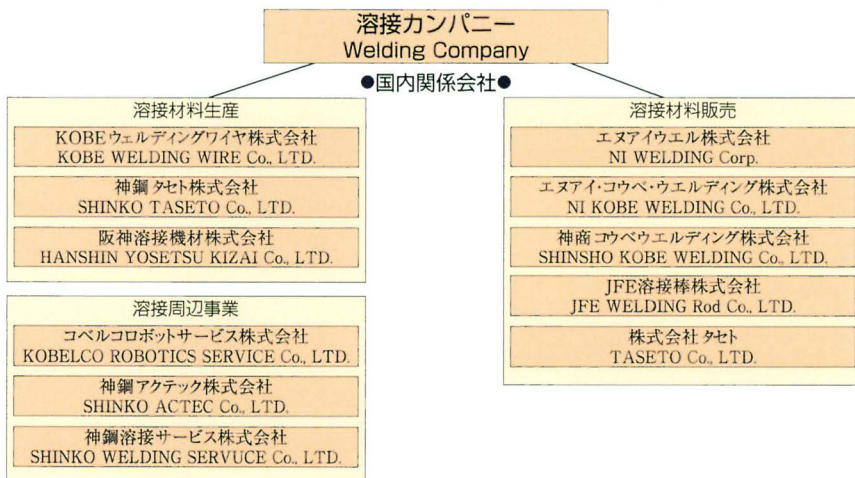 溶接カンパニー
Welding Company
●国内関係会社●
溶接材料生産
KOBEウェルディングワイヤ株式会社
KOBE WELDING WIRE Co., LTD.
神鋼タセト株式会社
SHINKO TASETO Co., LTD.
阪神溶接機材株式会社
HANSHIN YOSETSU KIZAI Co., LTD.
溶接周辺事業
コベルコロボットサービス株式会社
KOBELCO ROBOTICS SERVICE Co., LTD.
神鋼アクテック株式会社
SHINKO ACTEC Co., LTD.
神鋼溶接サービス株式会社
SHINKO WELDING SERVUCE Co., LTD.
溶接材料販売
エヌアイウエル株式会社
NI WELDING Corp.
エヌアイ・コウベ・ウエルディング株式会社
NI KOBE WELDING Co., LTD.
神商コウベウエルディング株式会社
SHINSHO KOBE WELDING Co., LTD.
JFE溶接棒株式会社
JFE WELDING Rod Co., LTD.
株式会社タセト
TASETO Co., LTD.